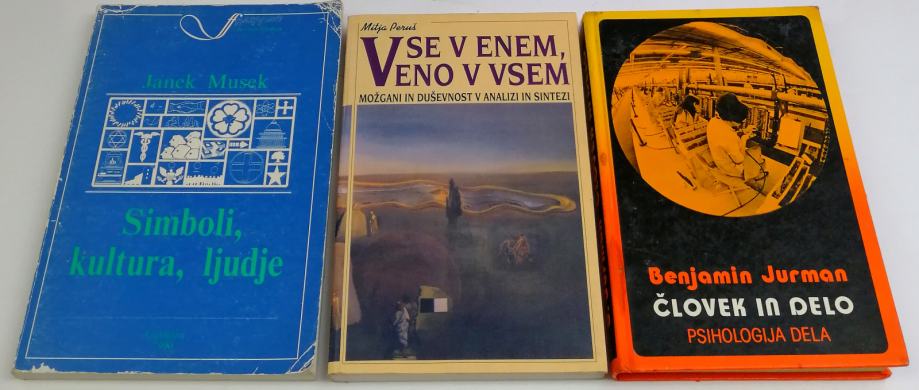 Janek Musek
Simboli,
kultura, ljudje
Mitja Peruš
VSE V ENEM,
ENO V VSEM
MOŽGANI IN DUŠEVNOST V ANALIZI IN SINTEZI
Benjamin Jurman
ČLOVEK IN DELO
PSIHOLOGIJA DELA